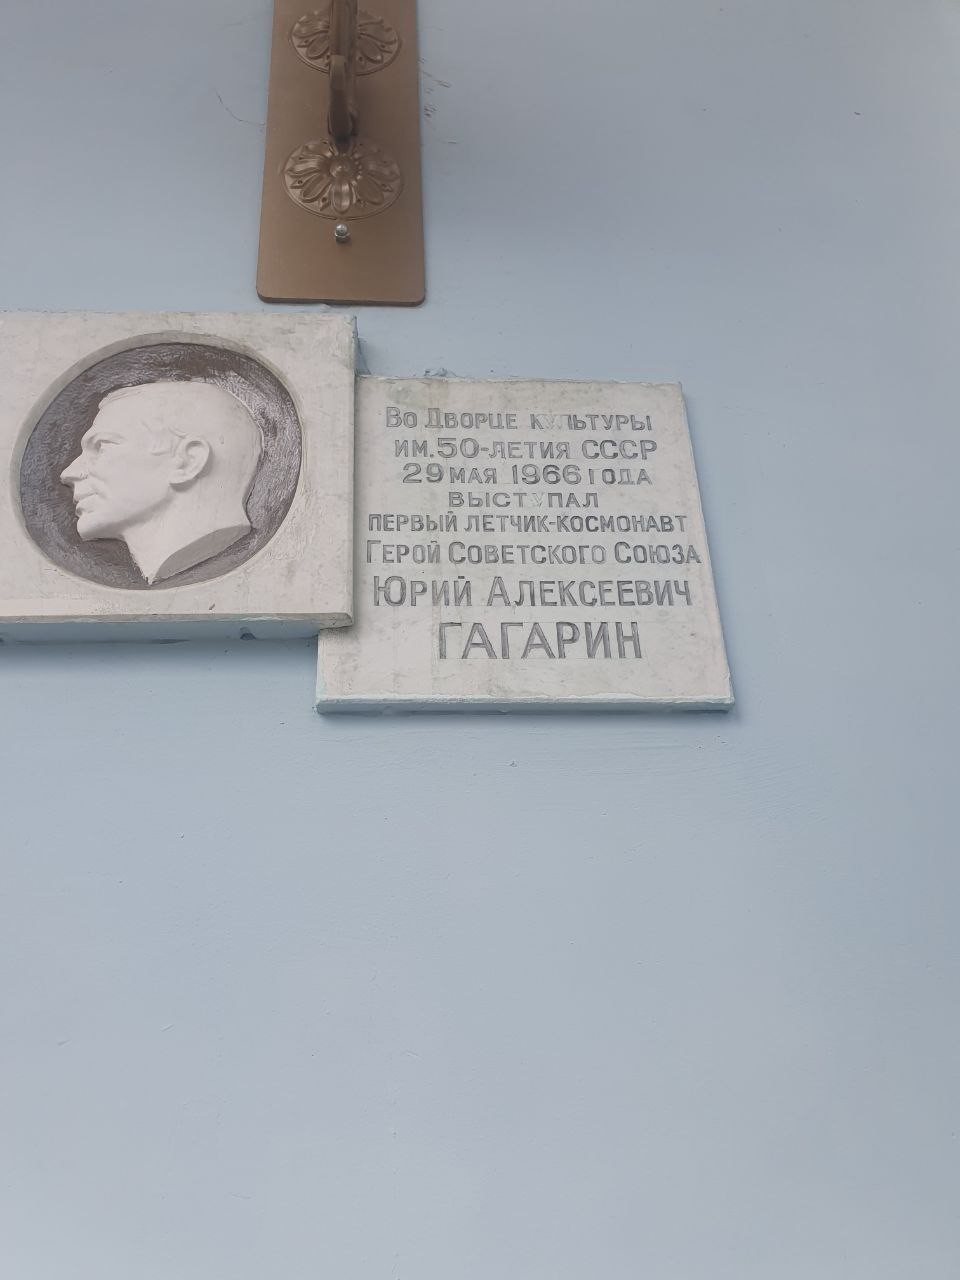 Во Дворце культуры
им. 50-летия СССР
29 мая 1966 года
выступал
первый летчик-космонавт
Герой Советского Союза
Юрий Алексеевич
ГАГАРИН